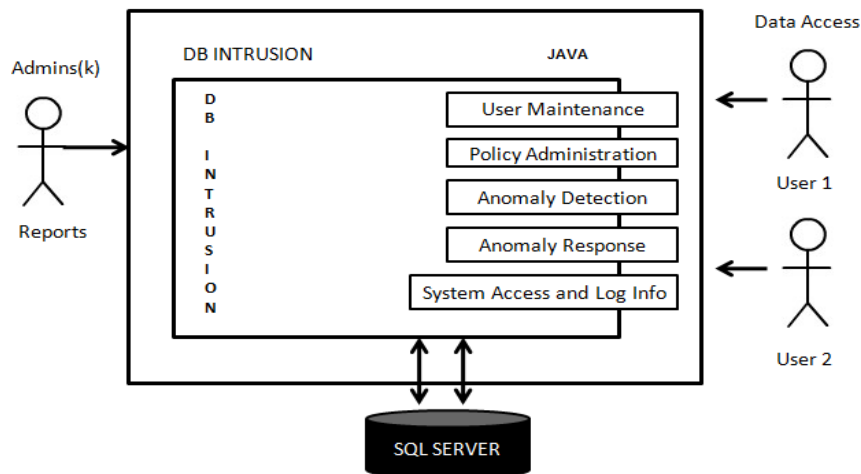 Data Access
DB INTRUSION
JAVA
Admins(k)
D
B
I
N
T
R
U
S
I
O
N
User Maintenance
Policy Administration
Anomaly Detection
User 1
Reports
Anomaly Response
System Access and Log Info
User 2
SQL SERVER